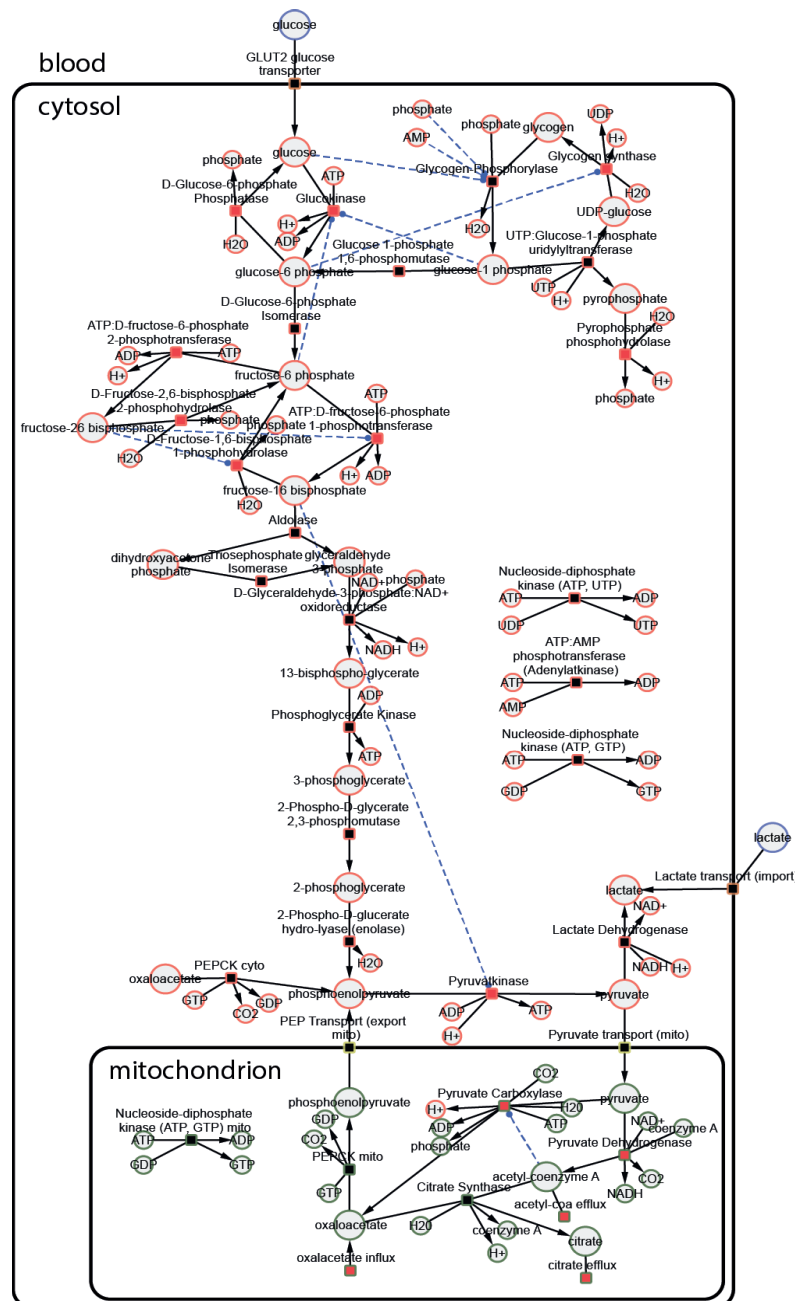 glucose
blood
GLUT2 glucose
transporter
cytosol
phosphate
phosphate
glycogen
UDP
AMP
H+
glucose
phosphate
Glycogen-Phosphorylase
Glycogen synthase
D-Glucose-6-phosphate
Phosphatase
ATP
Glucokinase
H2O
UDP-glucose
H+
ADP
H2O
H2O
Glucose 1-phosphate
1,6-phosphomutase
UTP:Glucose-1-phosphate
uridylyltransferase
glucose-6 phosphate
glucose-1 phosphate
UTP
H+
pyrophosphate
D-Glucose-6-phosphate
Isomerase
H2O
Pyrophosphate
phosphohydrolase
ATP:D-fructose-6-phosphate
2-phosphotransferase
ADP
ATP
H+
fructose-6 phosphate
H+
phosphate
D-Fructose-2,6-bisphosphate
2-phosphohydrolase
ATP
ATP:D-fructose-6-phosphate
1-phosphotransferase
phosphate
phosphate
fructose-26 bisphosphate
D-Fructose-1,6-bisphosphate
1-phosphohydrolase
H2O
H+
ADP
fructose-16 bisphosphate
H2O
Aldolase
dihydroxyacetone
phosphate
Triosephosphate
Isomerase
glyceraldehyde
3-phosphate
NAD+
phosphate
D-Glyceraldehyde-3-phosphate:NAD+
oxidoreductase
NADH
H+
Nucleoside-diphosphate
kinase (ATP, UTP)
ATP
ADP
UDP
UTP
ATP:AMP
phosphotransferase
(Adenylatkinase)
ATP
ADP
AMP
13-bisphospho-glycerate
ADP
Phosphoglycerate Kinase
ATP
Nucleoside-diphosphate
kinase (ATP, GTP)
ATP
ADP
GDP
GTP
3-phosphoglycerate
2-Phospho-D-glycerate
2,3-phosphomutase
lactate
2-phosphoglycerate
lactate
Lactate transport (import)
NAD+
2-Phospho-D-glucerate
hydro-lyase (enolase)
Lactate Dehydrogenase
H2O
NADH
H+
oxaloacetate
PEPCK cyto
GTP
CO2
GDP
phosphoenolpyruvate
Pyruvatkinase
ADP
ATP
H+
pyruvate
PEP Transport (export
mito)
Pyruvate transport (mito)
mitochondrion
CO2
Pyruvate Carboxylase
phosphoenolpyruvate
H+
H20
pyruvate
Nucleoside-diphosphate
kinase (ATP, GTP) mito
GDP
ADP
ATP
NAD+
coenzyme A
ATP
ADP
CO2
phosphate
Pyruvate Dehydrogenase
GDP
GTP
PEPCK mito
acetyl-coenzyme A
CO2
GTP
Citrate Synthase
NADH
acetyl-coa efflux
oxaloacetate
H20
coenzyme A
H+
citrate
oxalacetate influx
citrate efflux